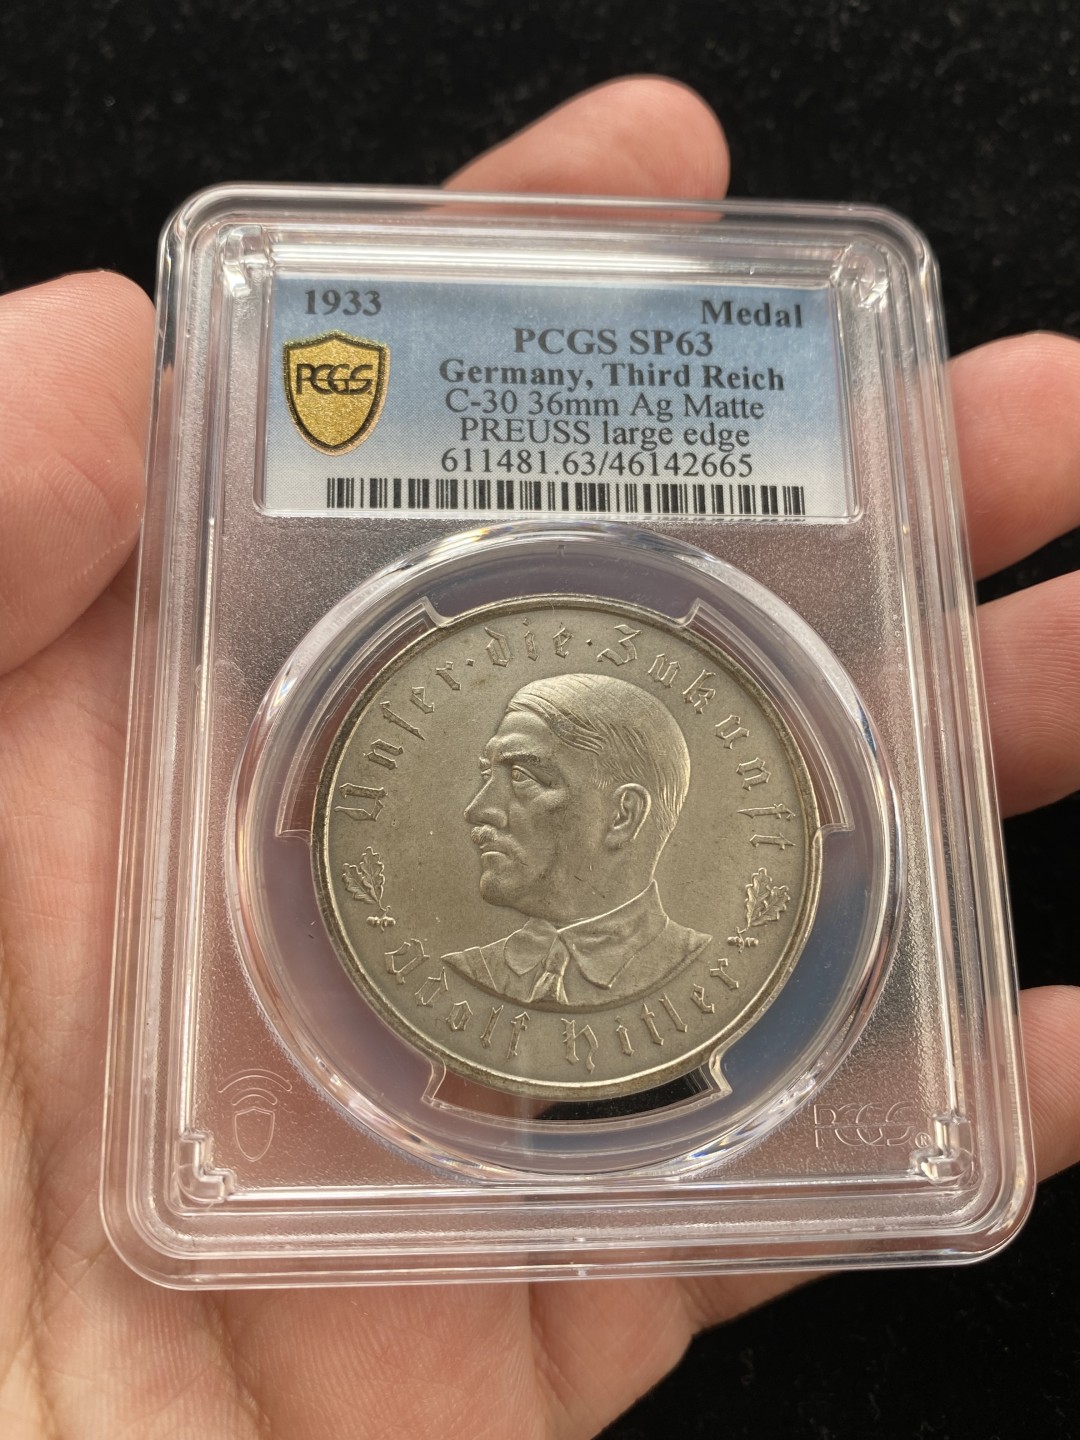 1933
Medal
PCGS
PCGS SP63
Germany, Third Reich
C-30 36mm Ag Matte
PREUSS large edge
611481.63/46142665
Unser · die · Zukunft
Adolf Hitler
PCGS®